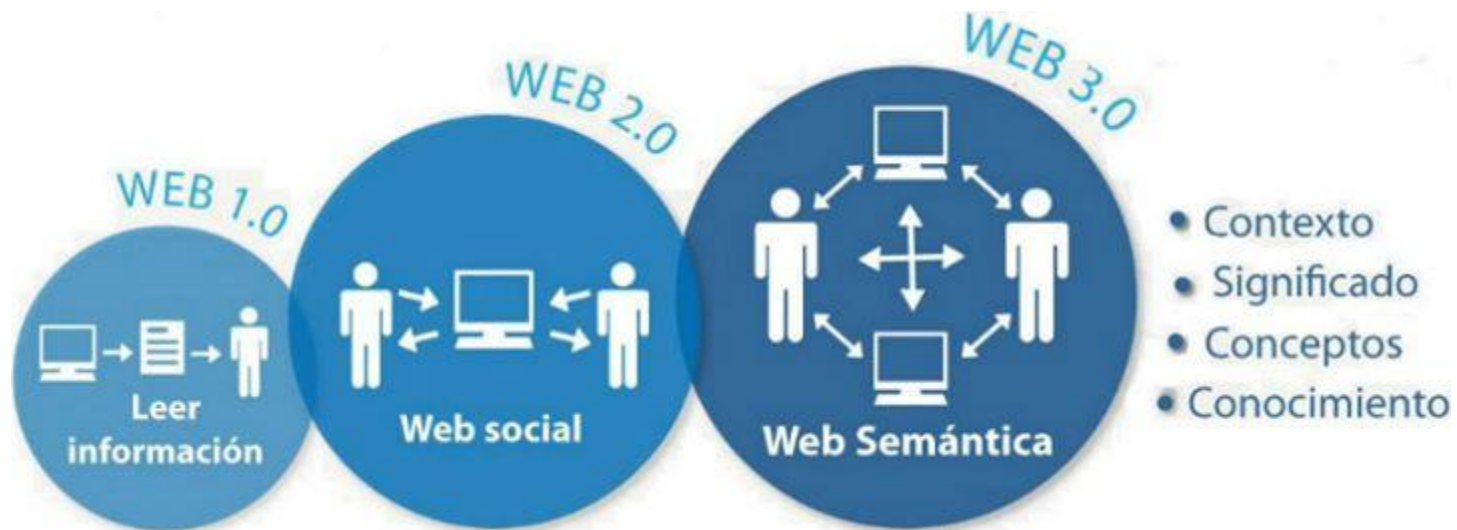 WEB 1.0
Leer
información
WEB 2.0
Web social
WEB 3.0
Web Semántica
• Contexto
• Significado
• Conceptos
• Conocimiento